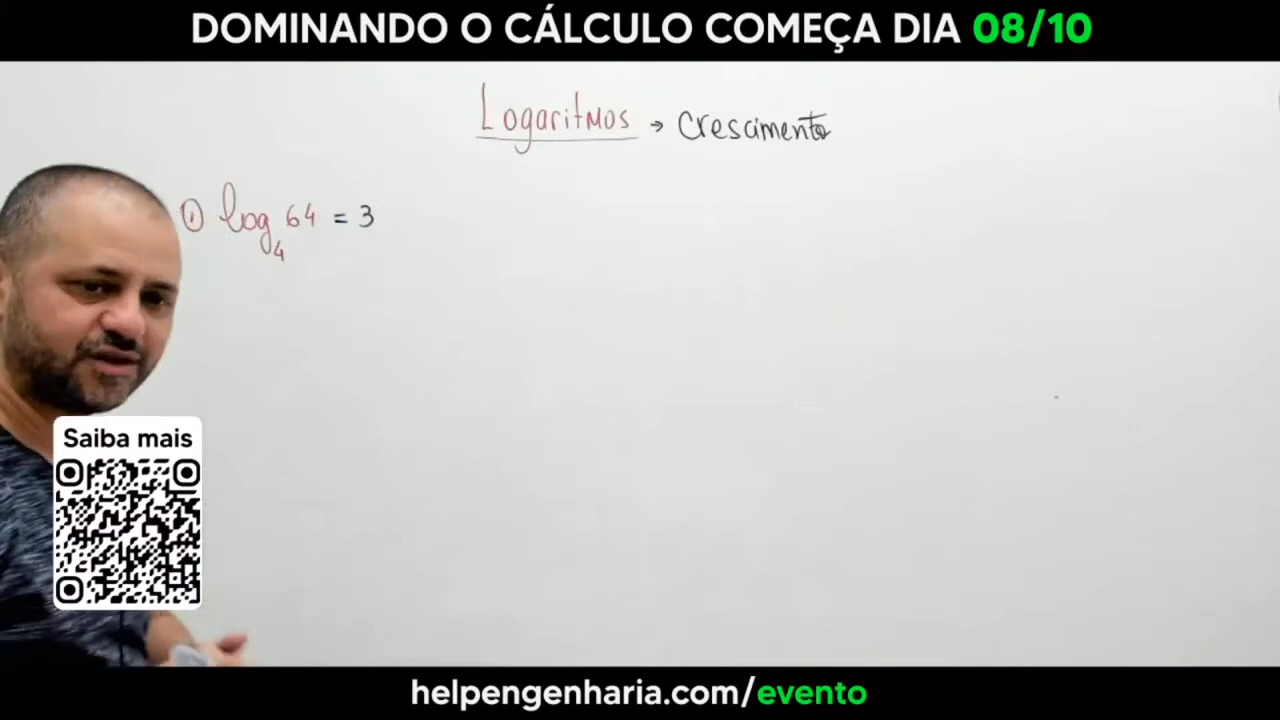 DOMINANDO O CÁLCULO COMEÇA DIA 08/10
Logaritmos → Crescimento
① log₄ 64 = 3
Saiba mais
helpengenharia.com/evento